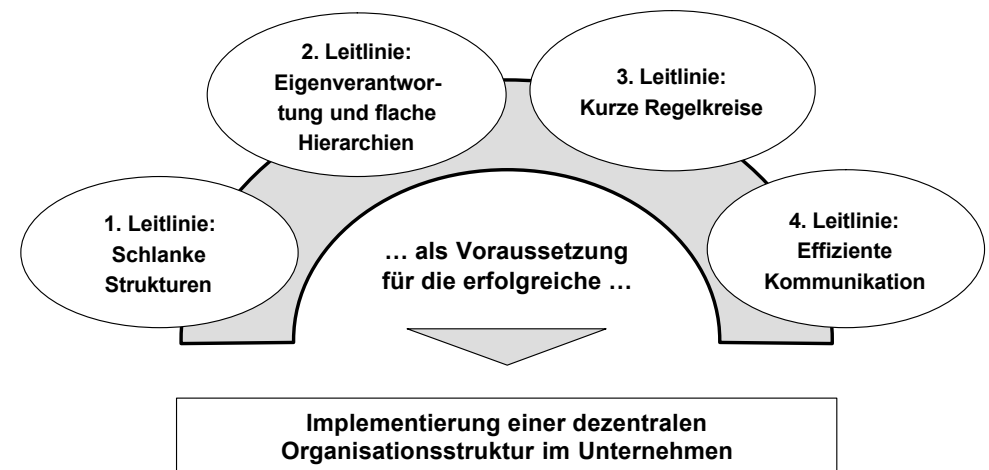 1. Leitlinie:
Schlanke
Strukturen
2. Leitlinie:
Eigenverantwor-
tung und flache
Hierarchien
3. Leitlinie:
Kurze Regelkreise
4. Leitlinie:
Effiziente
Kommunikation
… als Voraussetzung
für die erfolgreiche …
Implementierung einer dezentralen
Organisationsstruktur im Unternehmen